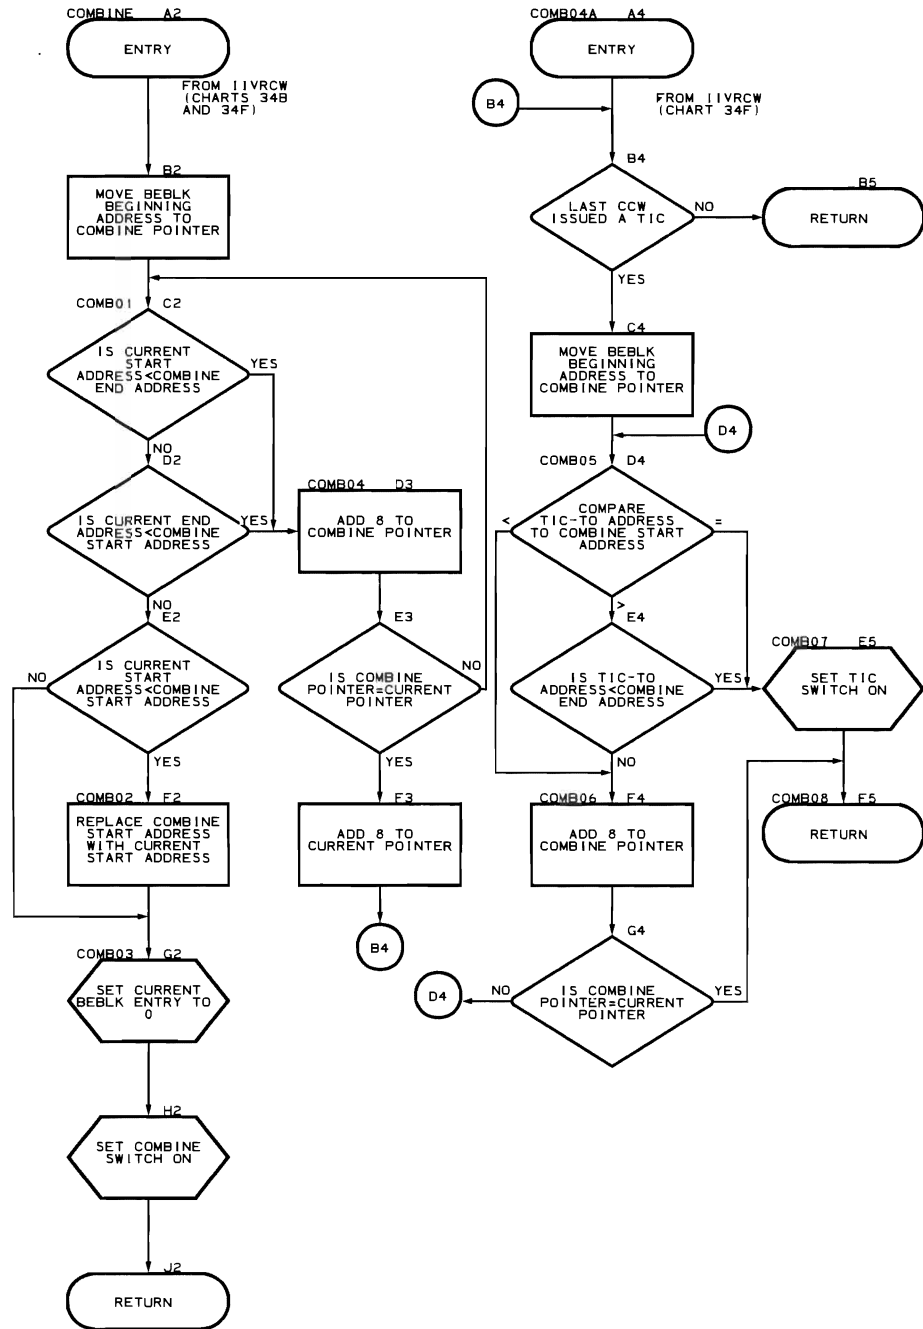 COMBINE A2
ENTRY
FROM IIVRCW
(CHARTS 34B
AND 34F)
B2
MOVE BEBLK
BEGINNING
ADDRESS TO
COMBINE POINTER
COMB01 C2
IS CURRENT
START
ADDRESS<COMBINE
END ADDRESS
YES
NO
D2
IS CURRENT END
ADDRESS<COMBINE
START ADDRESS
YES
NO
E2
IS CURRENT
START
ADDRESS<COMBINE
START ADDRESS
NO
YES
COMB02 F2
REPLACE COMBINE
START ADDRESS
WITH CURRENT
START ADDRESS
COMB03 G2
SET CURRENT
BEBLK ENTRY TO
0
H2
SET COMBINE
SWITCH ON
J2
RETURN
COMB04 D3
ADD 8 TO
COMBINE POINTER
E3
IS COMBINE
POINTER=CURRENT
POINTER
NO
YES
F3
ADD 8 TO
CURRENT POINTER
B4
COMB04A A4
ENTRY
B4
FROM IIVRCW
(CHART 34F)
B4
LAST CCW
ISSUED A TIC
NO
YES
B5
RETURN
C4
MOVE BEBLK
BEGINNING
ADDRESS TO
COMBINE POINTER
D4
COMB05 D4
COMPARE
TIC-TO ADDRESS
TO COMBINE START
ADDRESS
<
=
>
E4
IS TIC-TO
ADDRESS<COMBINE
END ADDRESS
YES
NO
COMB07 E5
SET TIC
SWITCH ON
COMB06 F4
ADD 8 TO
COMBINE POINTER
COMB08 F5
RETURN
G4
IS COMBINE
POINTER=CURRENT
POINTER
NO
YES
D4